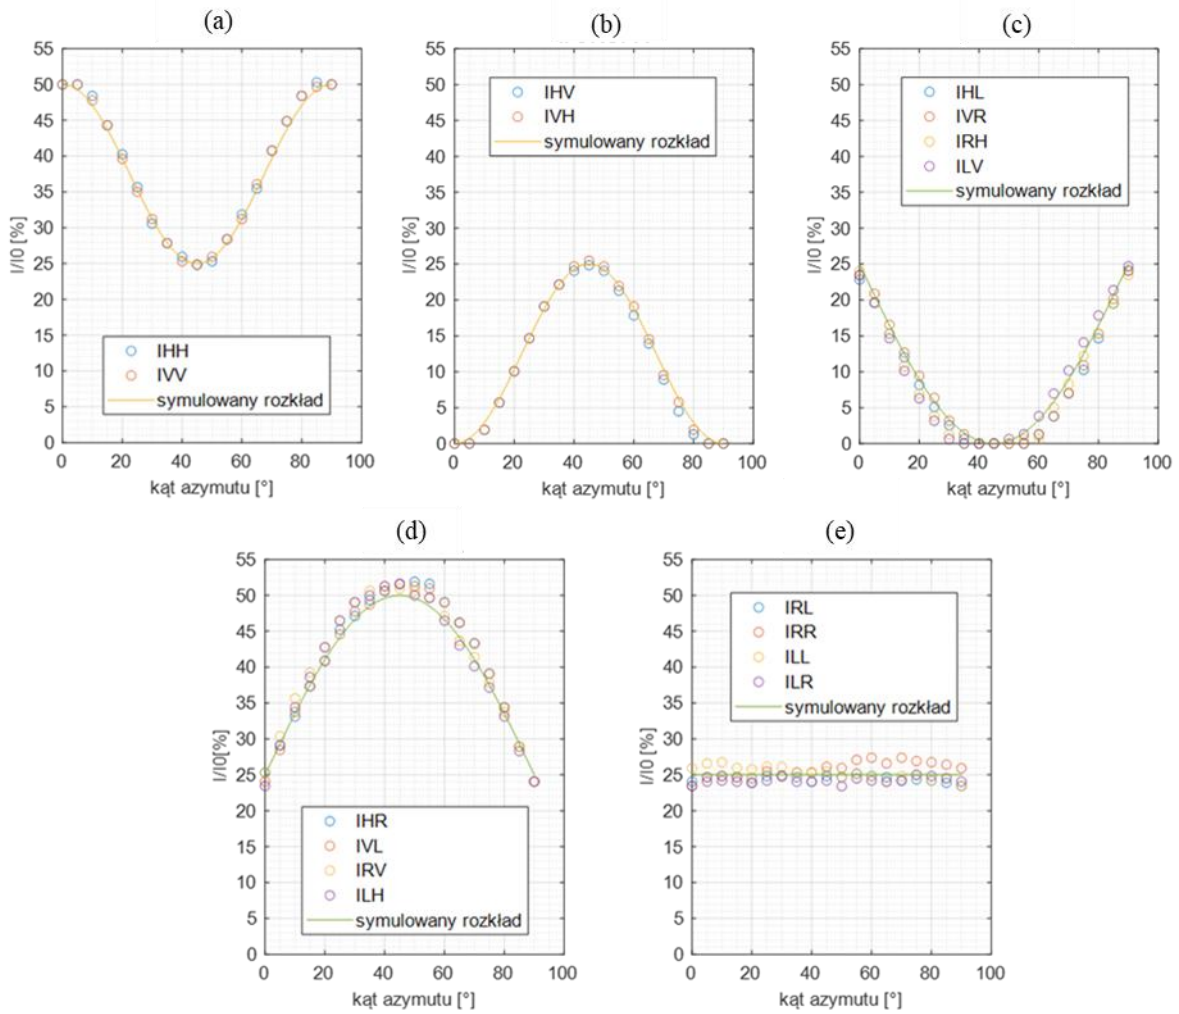 (a)
55
50
45
40
35
30
25
20
15
10
5
0
I/I0 [%]
IHH
IVV
symulowany rozkład
0 20 40 60 80 100
kąt azymutu [°]
(b)
55
50
45
40
35
30
25
20
15
10
5
0
I/I0 [%]
IHV
IVH
symulowany rozkład
0 20 40 60 80 100
kąt azymutu [°]
(c)
55
50
45
40
35
30
25
20
15
10
5
0
I/I0 [%]
IHL
IVR
IRH
ILV
symulowany rozkład
0 20 40 60 80 100
kąt azymutu [°]
(d)
55
50
45
40
35
30
25
20
15
10
5
0
I/I0[%]
IHR
IVL
IRV
ILH
symulowany rozkład
0 20 40 60 80 100
kąt azymutu [°]
(e)
55
50
45
40
35
30
25
20
15
10
5
0
I/I0 [%]
IRL
IRR
ILL
ILR
symulowany rozkład
0 20 40 60 80 100
kąt azymutu [°]